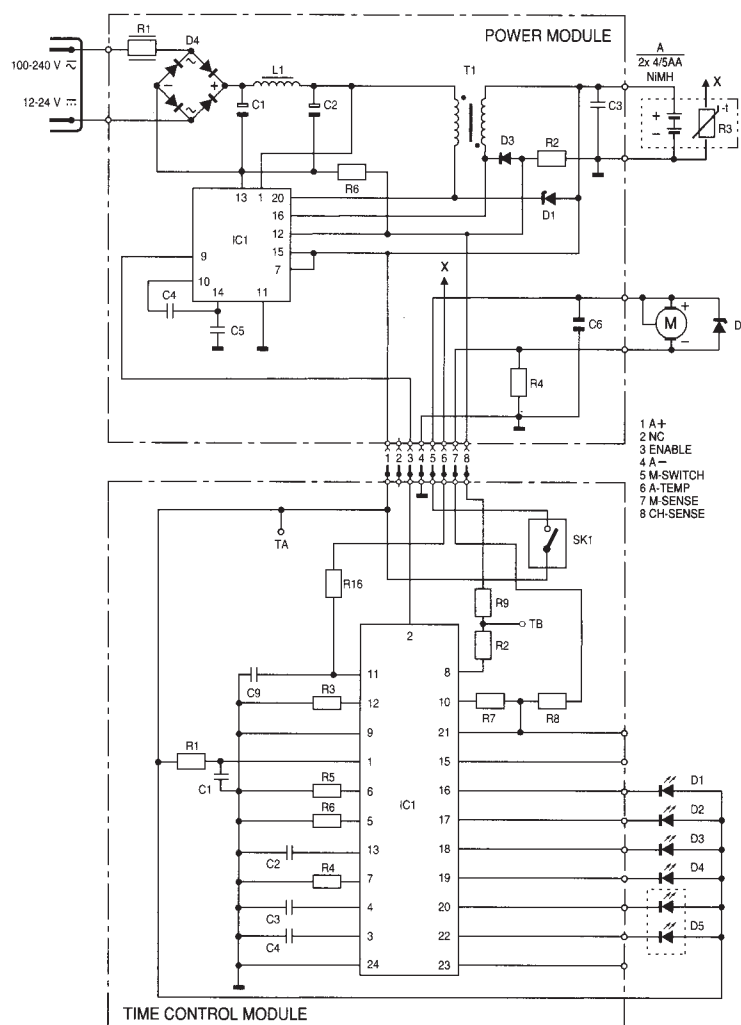 POWER MODULE
R1
D4
L1
T1
A
2x 4/5AA
NiMH
X
100-240 V
12-24 V
C1
C2
C3
+
−
-t
R3
−
+
D3
R2
R6
D1
13
1
20
16
12
15
7
IC1
9
10
14
11
C4
C5
X
C6
M
+
−
D
R4
1
2
3
4
5
6
7
8
1 A+
2 NC
3 ENABLE
4 A−
5 M-SWITCH
6 A-TEMP
7 M-SENSE
8 CH-SENSE
TA
SK1
R16
R9
TB
R2
2
C9
11
8
R3
12
10
R7
R8
9
21
R1
C1
1
15
R5
6
IC1
16
D1
R6
5
17
D2
C2
13
18
D3
R4
7
19
D4
C3
4
20
C4
3
22
D5
24
23
TIME CONTROL MODULE